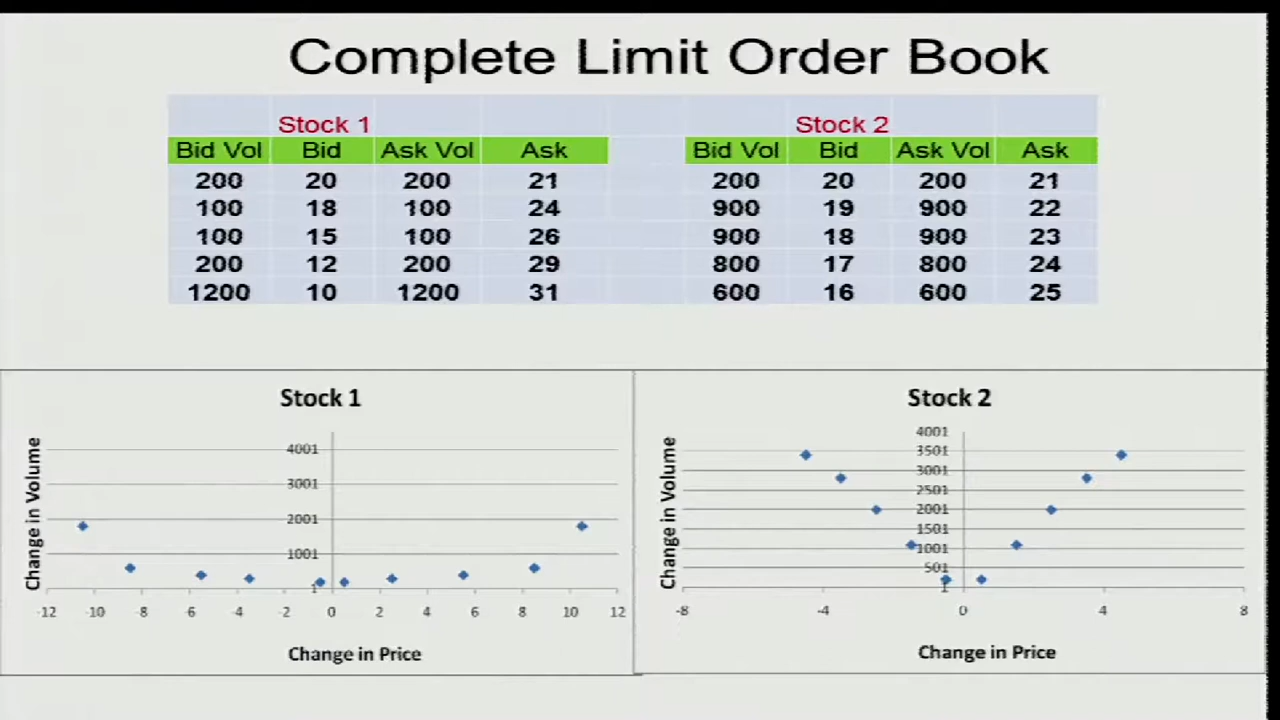 Complete Limit Order Book
Stock 1 Stock 2
Bid Vol Bid Ask Vol Ask Bid Vol Bid Ask Vol Ask
200 20 200 21 200 20 200 21
100 18 100 24 900 19 900 22
100 15 100 26 900 18 900 23
200 12 200 29 800 17 800 24
1200 10 1200 31 600 16 600 25
Stock 1
Change in Volume
4001
3001
2001
1001
1
-12 -10 -8 -6 -4 -2 0 2 4 6 8 10 12
Change in Price
Stock 2
Change in Volume
4001
3501
3001
2501
2001
1501
1001
501
1
-8 -4 0 4 8
Change in Price